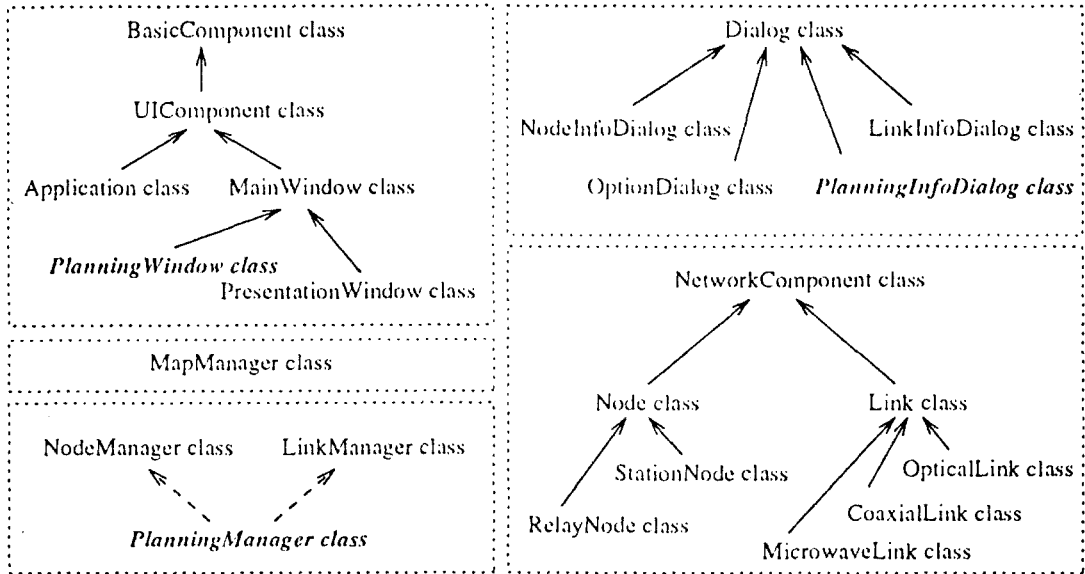 BasicComponent class
UIComponent class
Application class
MainWindow class
PlanningWindow class
PresentationWindow class
MapManager class
NodeManager class
LinkManager class
PlanningManager class
Dialog class
NodeInfoDialog class
LinkInfoDialog class
OptionDialog class
PlanningInfoDialog class
NetworkComponent class
Node class
Link class
StationNode class
OpticalLink class
RelayNode class
CoaxialLink class
MicrowaveLink class